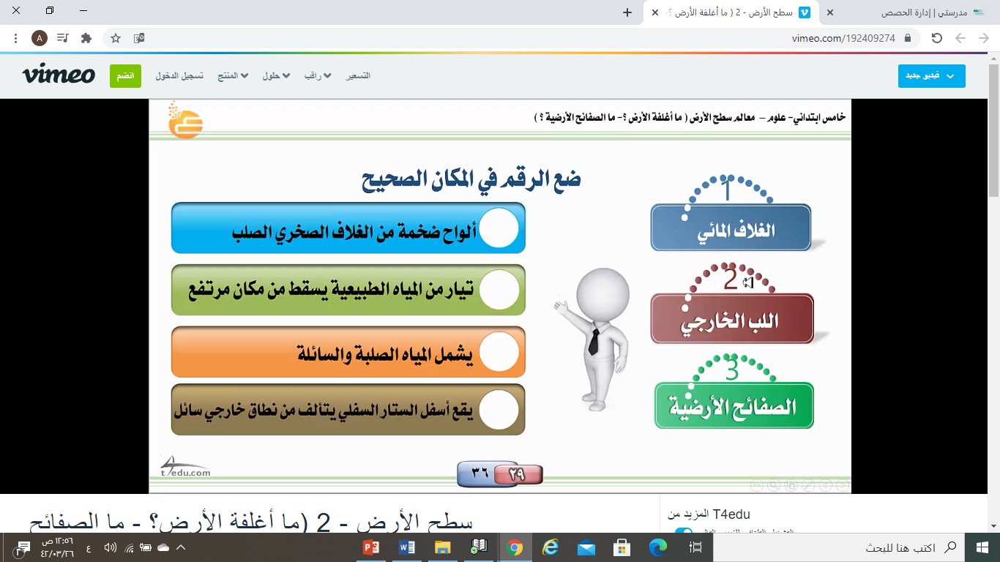 مدرستي | إدارة الحصص
سطح الأرض - 2 ( ما أغلفة الأرض ؟-
vimeo.com/192409274
A
vimeo
انضم
تسجيل الدخول
المنتج
حلول
راقب
التسعير
فيديو جديد
خامس ابتدائي- علوم – معالم سطح الأرض ( ما أغلفة الأرض ؟- ما الصفائح الأرضية ؟ )
ضع الرقم في المكان الصحيح
1
الغلاف المائي
2
اللب الخارجي
3
الصفائح الأرضية
ألواح ضخمة من الغلاف الصخري الصلب
تيار من المياه الطبيعية يسقط من مكان مرتفع
يشمل المياه الصلبة والسائلة
يقع أسفل الستار السفلي يتألف من نطاق خارجي سائل
t4edu.com
٢٩
٣٦
سطح الأرض - 2 (ما أغلفة الأرض؟ - ما الصفائح
المزيد من T4edu
اكتب هنا للبحث
ع
١٢:٥٦ ص
٤٢/٠٣/٢٦